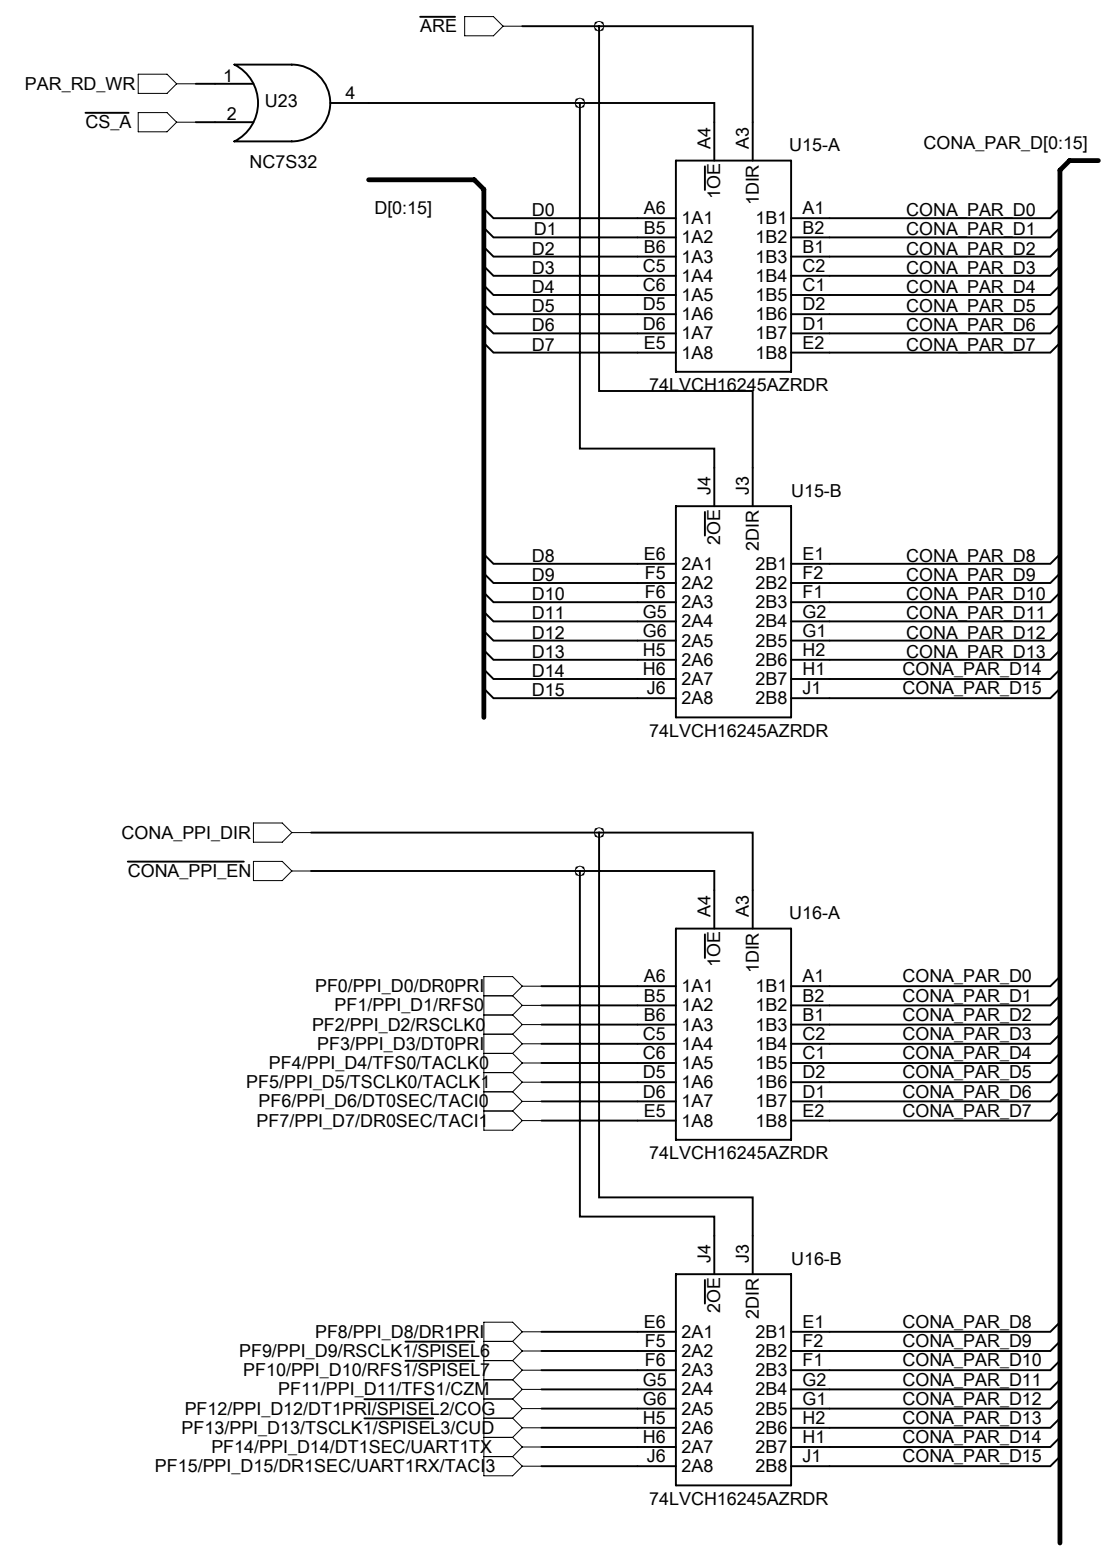 ARE
PAR_RD_WR 1 U23 4
CS_A 2
NC7S32
A4 A3 U15-A CONA_PAR_D[0:15]
D[0:15] 1OE 1DIR
D0 A6 1A1 1B1 A1 CONA_PAR_D0
D1 B5 1A2 1B2 B2 CONA_PAR_D1
D2 B6 1A3 1B3 B1 CONA_PAR_D2
D3 C5 1A4 1B4 C2 CONA_PAR_D3
D4 C6 1A5 1B5 C1 CONA_PAR_D4
D5 D5 1A6 1B6 D2 CONA_PAR_D5
D6 D6 1A7 1B7 D1 CONA_PAR_D6
D7 E5 1A8 1B8 E2 CONA_PAR_D7
74LVCH16245AZRDR
J4 J3 U15-B
2OE 2DIR
D8 E6 2A1 2B1 E1 CONA_PAR_D8
D9 F5 2A2 2B2 F2 CONA_PAR_D9
D10 F6 2A3 2B3 F1 CONA_PAR_D10
D11 G5 2A4 2B4 G2 CONA_PAR_D11
D12 G6 2A5 2B5 G1 CONA_PAR_D12
D13 H5 2A6 2B6 H2 CONA_PAR_D13
D14 H6 2A7 2B7 H1 CONA_PAR_D14
D15 J6 2A8 2B8 J1 CONA_PAR_D15
74LVCH16245AZRDR
CONA_PPI_DIR
CONA_PPI_EN
A4 A3 U16-A
1OE 1DIR
PF0/PPI_D0/DR0PRI A6 1A1 1B1 A1 CONA_PAR_D0
PF1/PPI_D1/RFS0 B5 1A2 1B2 B2 CONA_PAR_D1
PF2/PPI_D2/RSCLK0 B6 1A3 1B3 B1 CONA_PAR_D2
PF3/PPI_D3/DT0PRI C5 1A4 1B4 C2 CONA_PAR_D3
PF4/PPI_D4/TFS0/TACLK0 C6 1A5 1B5 C1 CONA_PAR_D4
PF5/PPI_D5/TSCLK0/TACLK1 D5 1A6 1B6 D2 CONA_PAR_D5
PF6/PPI_D6/DT0SEC/TACI0 D6 1A7 1B7 D1 CONA_PAR_D6
PF7/PPI_D7/DR0SEC/TACI1 E5 1A8 1B8 E2 CONA_PAR_D7
74LVCH16245AZRDR
J4 J3 U16-B
2OE 2DIR
PF8/PPI_D8/DR1PRI E6 2A1 2B1 E1 CONA_PAR_D8
PF9/PPI_D9/RSCLK1/SPISEL6 F5 2A2 2B2 F2 CONA_PAR_D9
PF10/PPI_D10/RFS1/SPISEL7 F6 2A3 2B3 F1 CONA_PAR_D10
PF11/PPI_D11/TFS1/CZM G5 2A4 2B4 G2 CONA_PAR_D11
PF12/PPI_D12/DT1PRI/SPISEL2/COG G6 2A5 2B5 G1 CONA_PAR_D12
PF13/PPI_D13/TSCLK1/SPISEL3/CUD H5 2A6 2B6 H2 CONA_PAR_D13
PF14/PPI_D14/DT1SEC/UART1TX H6 2A7 2B7 H1 CONA_PAR_D14
PF15/PPI_D15/DR1SEC/UART1RX/TACI3 J6 2A8 2B8 J1 CONA_PAR_D15
74LVCH16245AZRDR